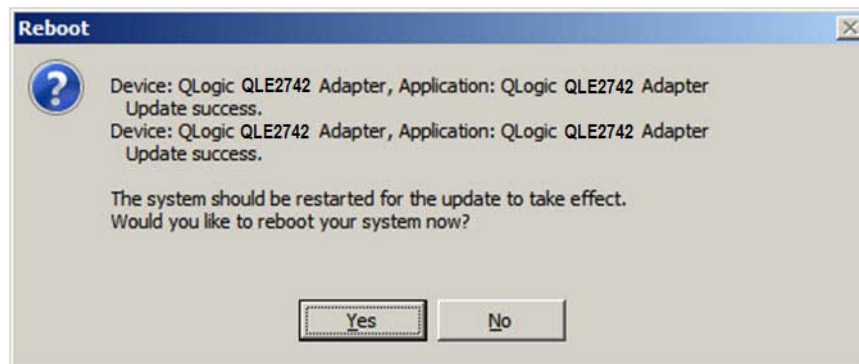 Reboot
Device: QLogic QLE2742 Adapter, Application: QLogic QLE2742 Adapter
Update success.
Device: QLogic QLE2742 Adapter, Application: QLogic QLE2742 Adapter
Update success.
The system should be restarted for the update to take effect.
Would you like to reboot your system now?
Yes No